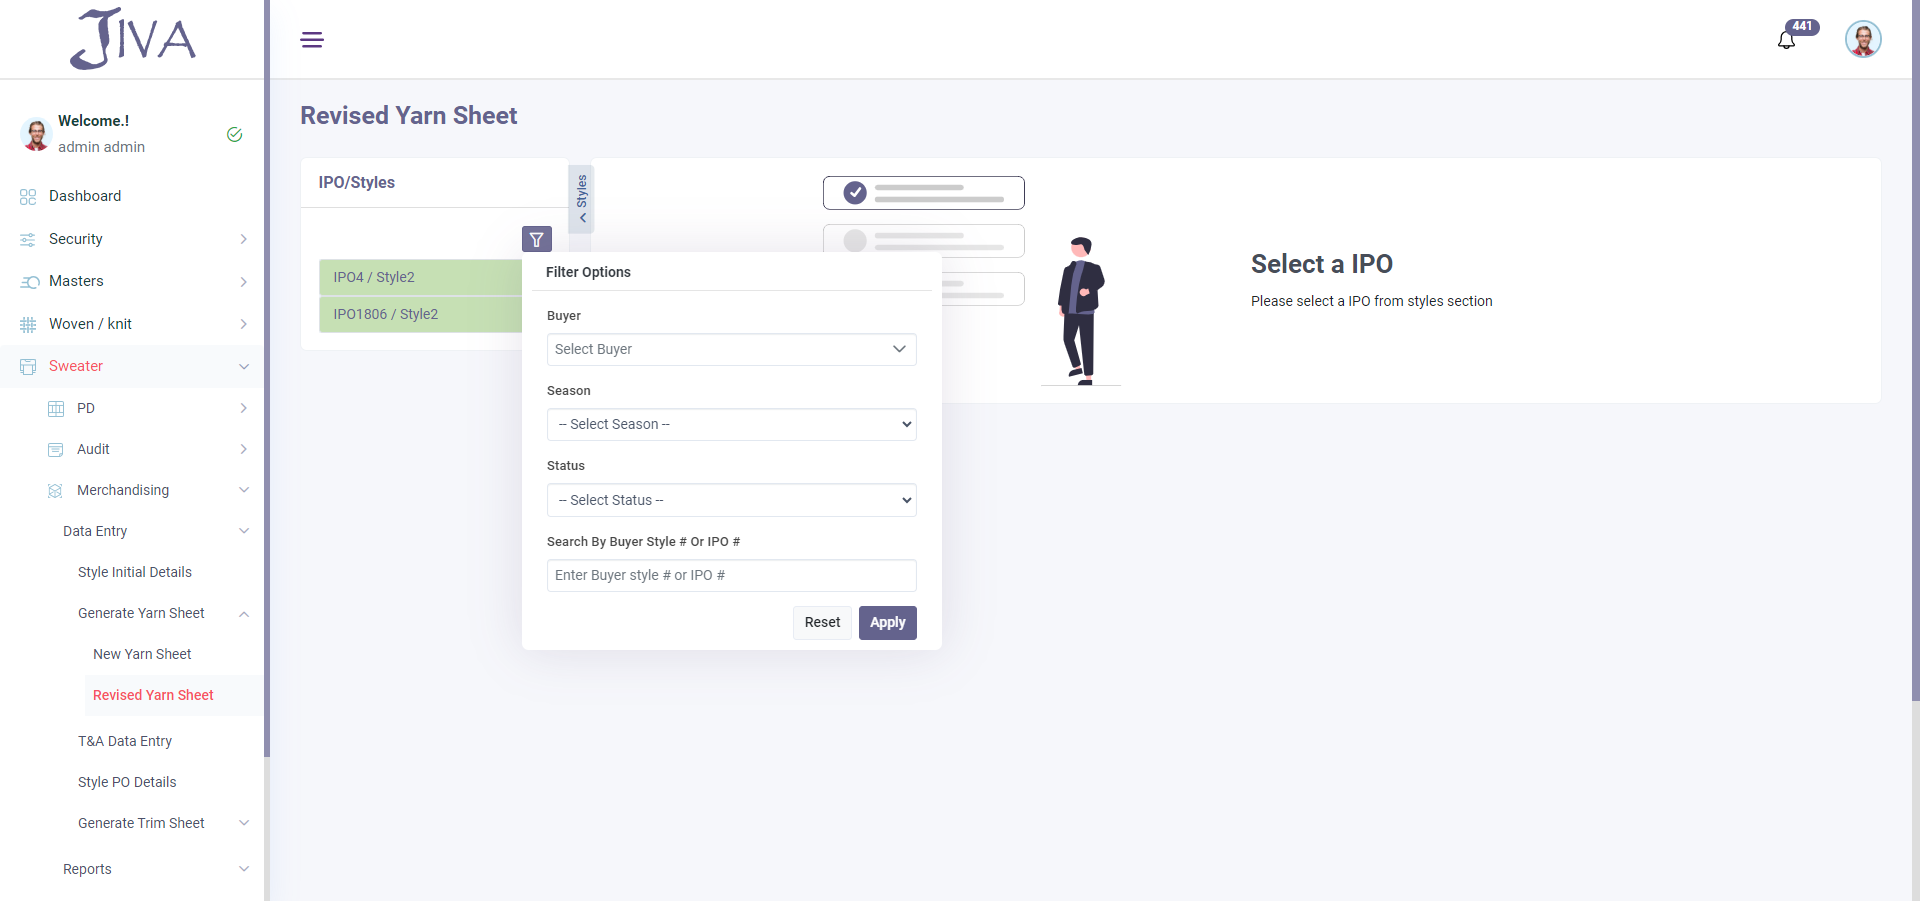 JIVA
441
Welcome.!
admin admin
Dashboard
Security
Masters
Woven / knit
Sweater
PD
Audit
Merchandising
Data Entry
Style Initial Details
Generate Yarn Sheet
New Yarn Sheet
Revised Yarn Sheet
T&A Data Entry
Style PO Details
Generate Trim Sheet
Reports
Revised Yarn Sheet
IPO/Styles
Styles
IPO4 / Style2
IPO1806 / Style2
Filter Options
Buyer
Select Buyer
Season
-- Select Season --
Status
-- Select Status --
Search By Buyer Style # Or IPO #
Enter Buyer style # or IPO #
Reset
Apply
Select a IPO
Please select a IPO from styles section